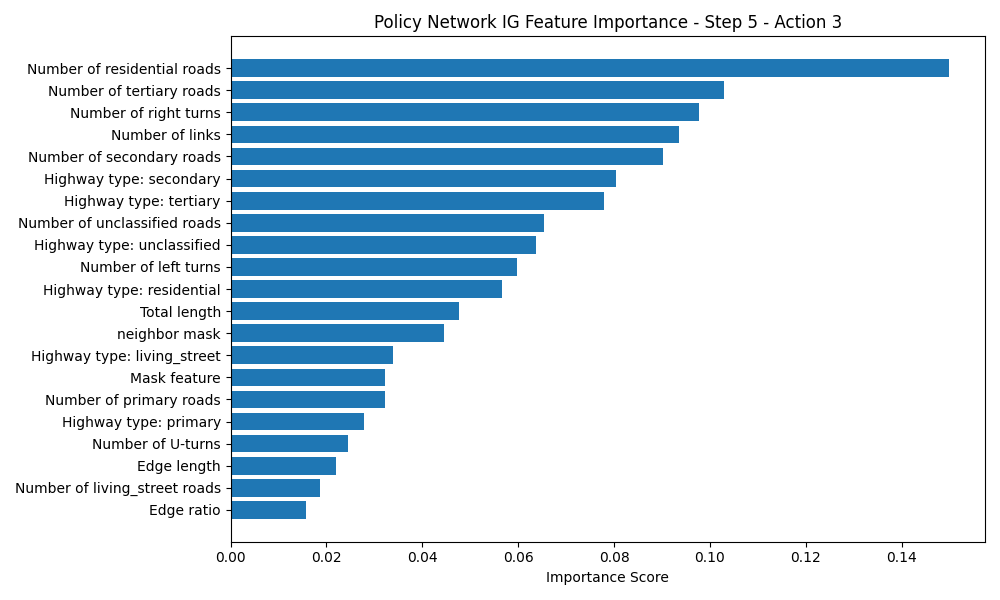 Policy Network IG Feature Importance - Step 5 - Action 3
Number of residential roads
Number of tertiary roads
Number of right turns
Number of links
Number of secondary roads
Highway type: secondary
Highway type: tertiary
Number of unclassified roads
Highway type: unclassified
Number of left turns
Highway type: residential
Total length
neighbor mask
Highway type: living_street
Mask feature
Number of primary roads
Highway type: primary
Number of U-turns
Edge length
Number of living_street roads
Edge ratio
0.00 0.02 0.04 0.06 0.08 0.10 0.12 0.14
Importance Score